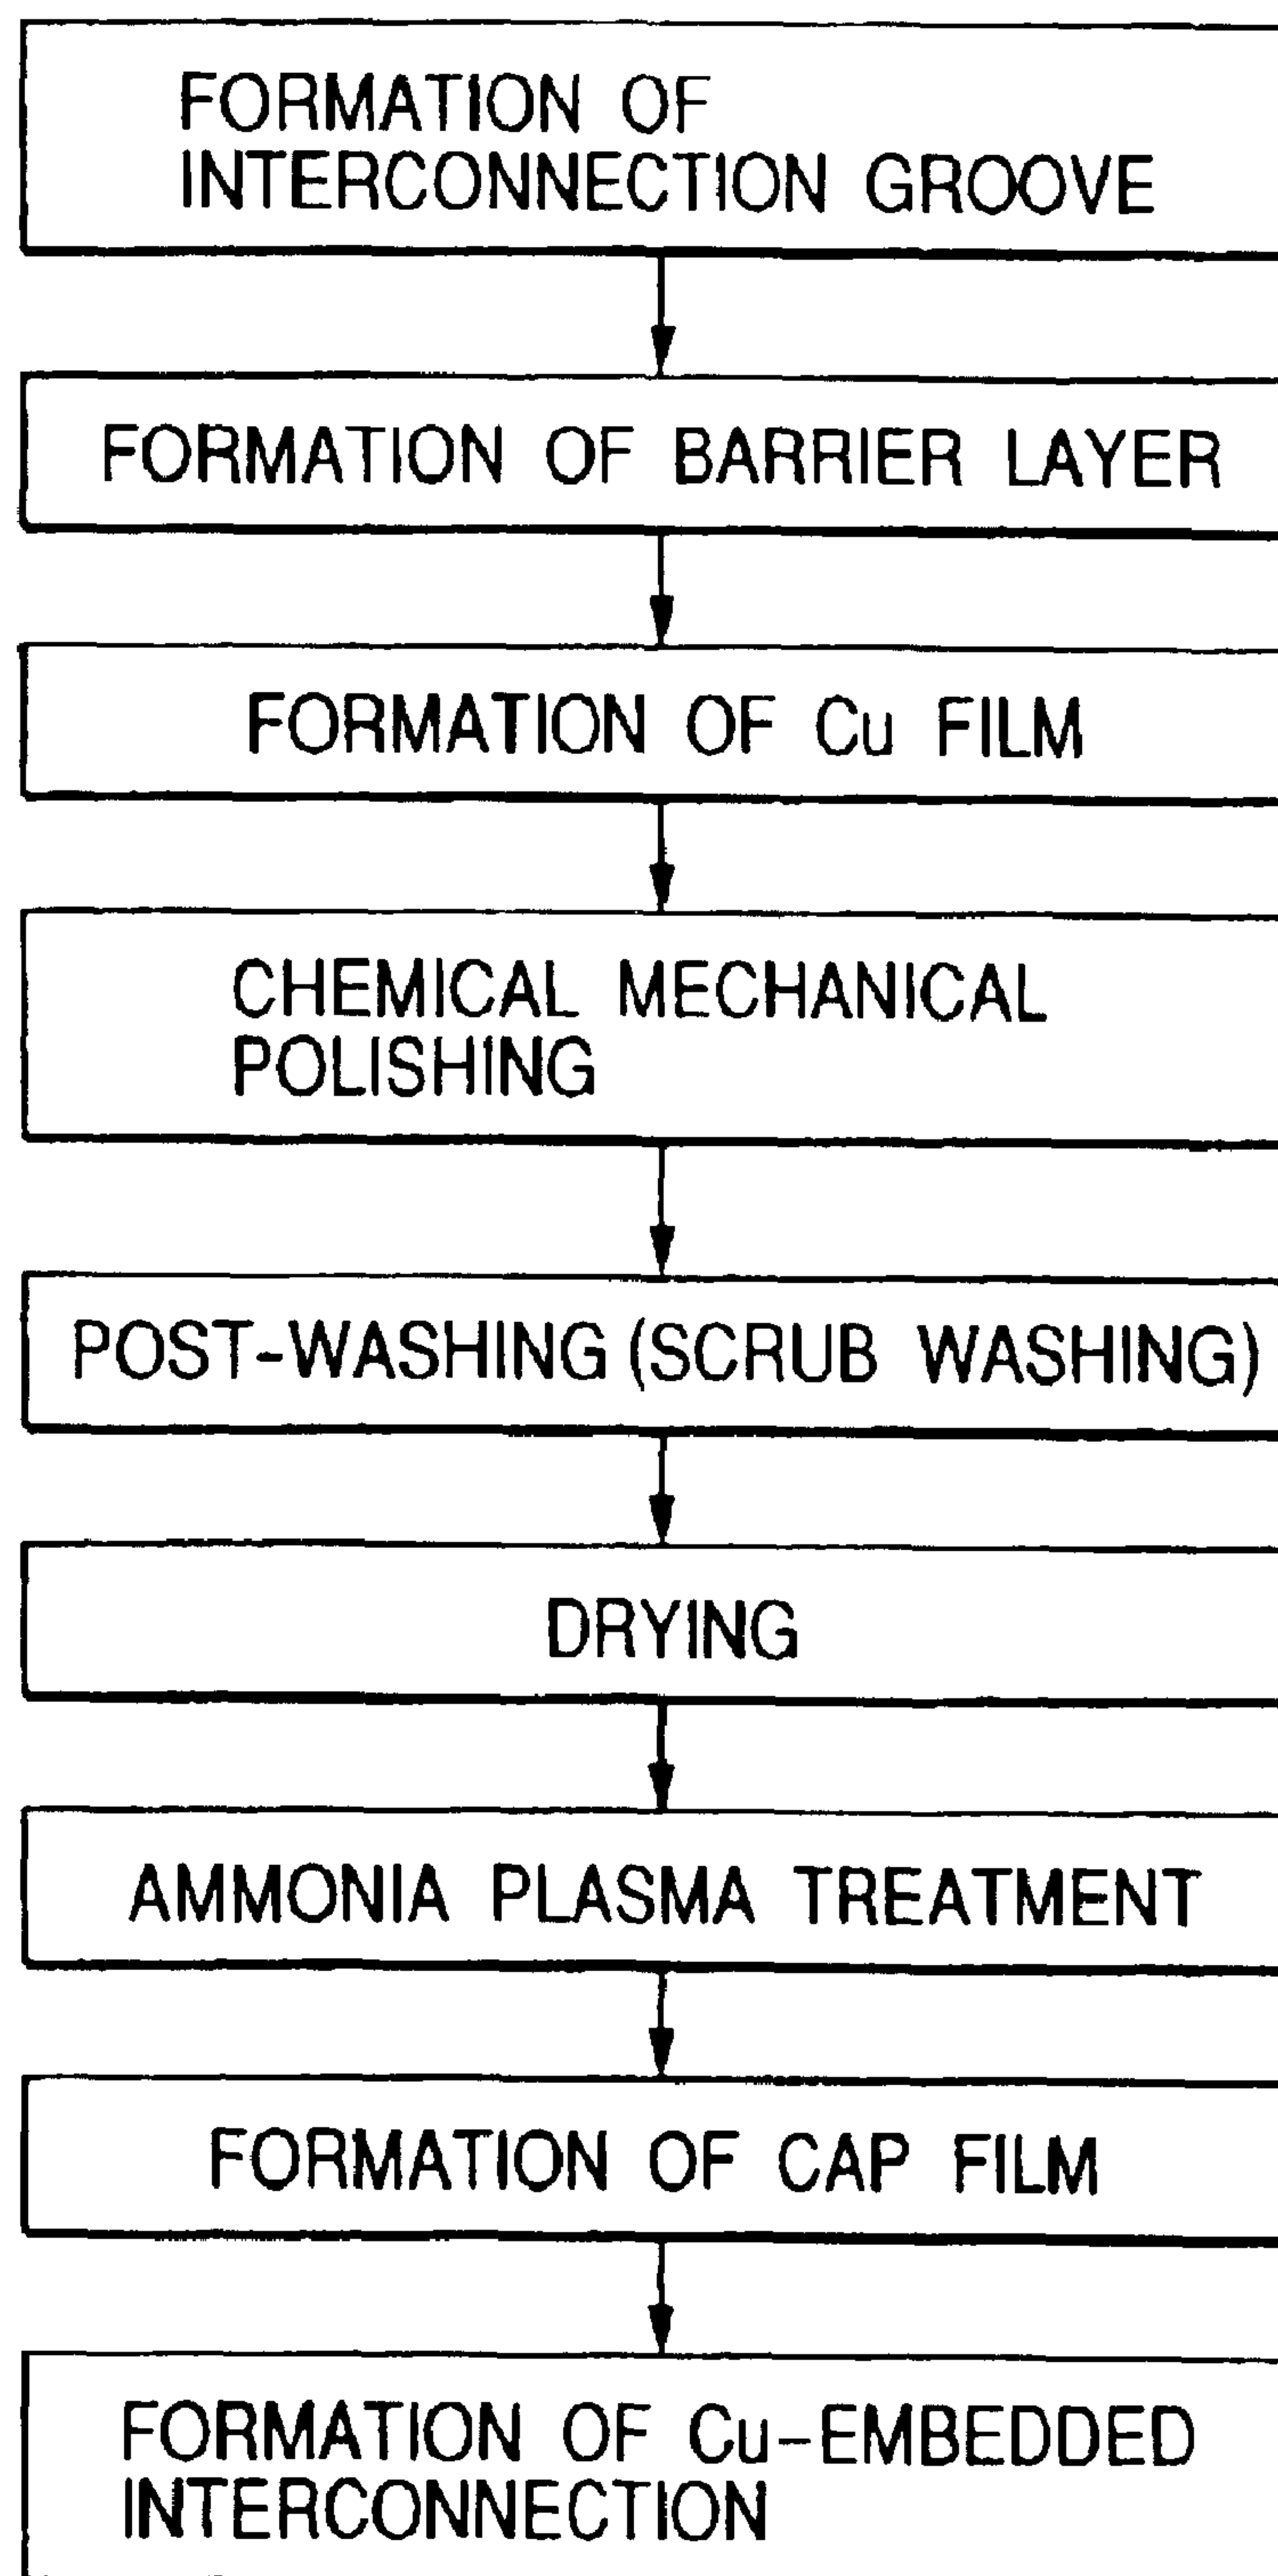 FORMATION OF
INTERCONNECTION GROOVE
FORMATION OF BARRIER LAYER
FORMATION OF Cu FILM
CHEMICAL MECHANICAL
POLISHING
POST-WASHING (SCRUB WASHING)
DRYING
AMMONIA PLASMA TREATMENT
FORMATION OF CAP FILM
FORMATION OF Cu-EMBEDDED
INTERCONNECTION